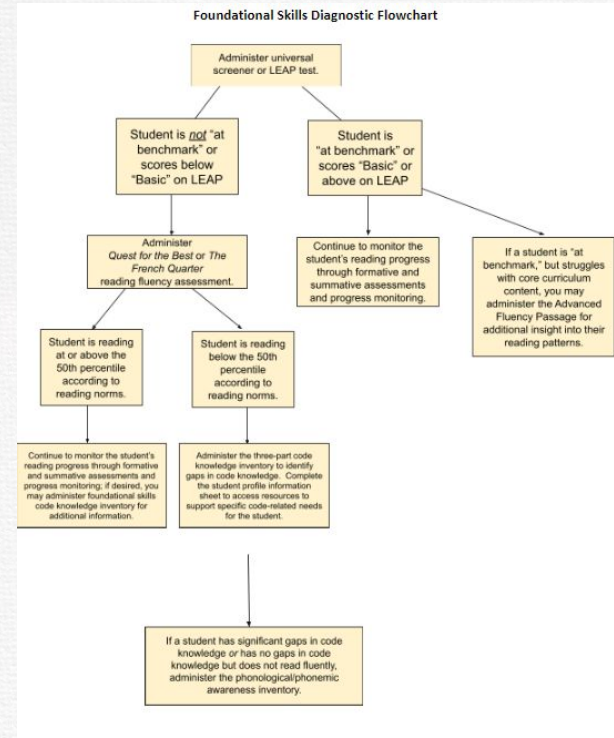 Foundational Skills Diagnostic Flowchart
Administer universal
screener or LEAP test.
Student is not "at
benchmark" or
scores below
"Basic" on LEAP
Student is
"at benchmark" or
scores "Basic" or
above on LEAP
Administer
Quest for the Best or The
French Quarter
reading fluency assessment.
Continue to monitor the
student's reading progress
through formative and
summative assessments
and progress monitoring.
If a student is "at
benchmark," but struggles
with core curriculum
content, you may
administer the Advanced
Fluency Passage for
additional insight into their
reading patterns.
Student is reading
at or above the
50th percentile
according to
reading norms.
Student is reading
below the 50th
percentile
according to
reading norms.
Continue to monitor the student's
reading progress through formative
and summative assessments and
progress monitoring; if desired, you
may administer foundational skills
code knowledge inventory for
additional information.
Administer the three-part code
knowledge inventory to identify
gaps in code knowledge. Complete
the student profile information
sheet to access resources to
support specific code-related needs
for the student.
If a student has significant gaps in code
knowledge or has no gaps in code
knowledge but does not read fluently,
administer the phonological/phonemic
awareness inventory.